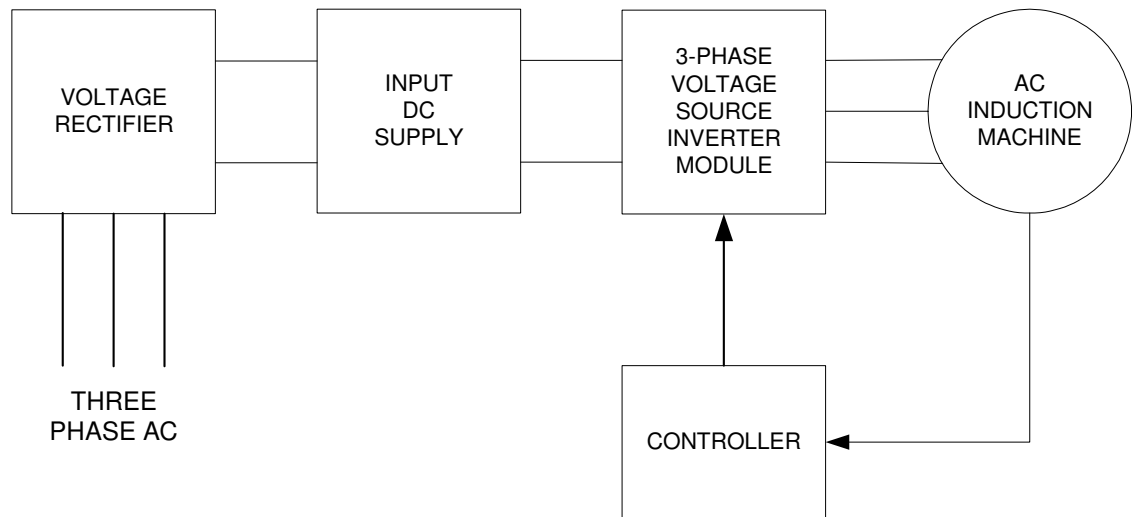 VOLTAGE
RECTIFIER
INPUT
DC
SUPPLY
3-PHASE
VOLTAGE
SOURCE
INVERTER
MODULE
AC
INDUCTION
MACHINE
THREE
PHASE AC
CONTROLLER